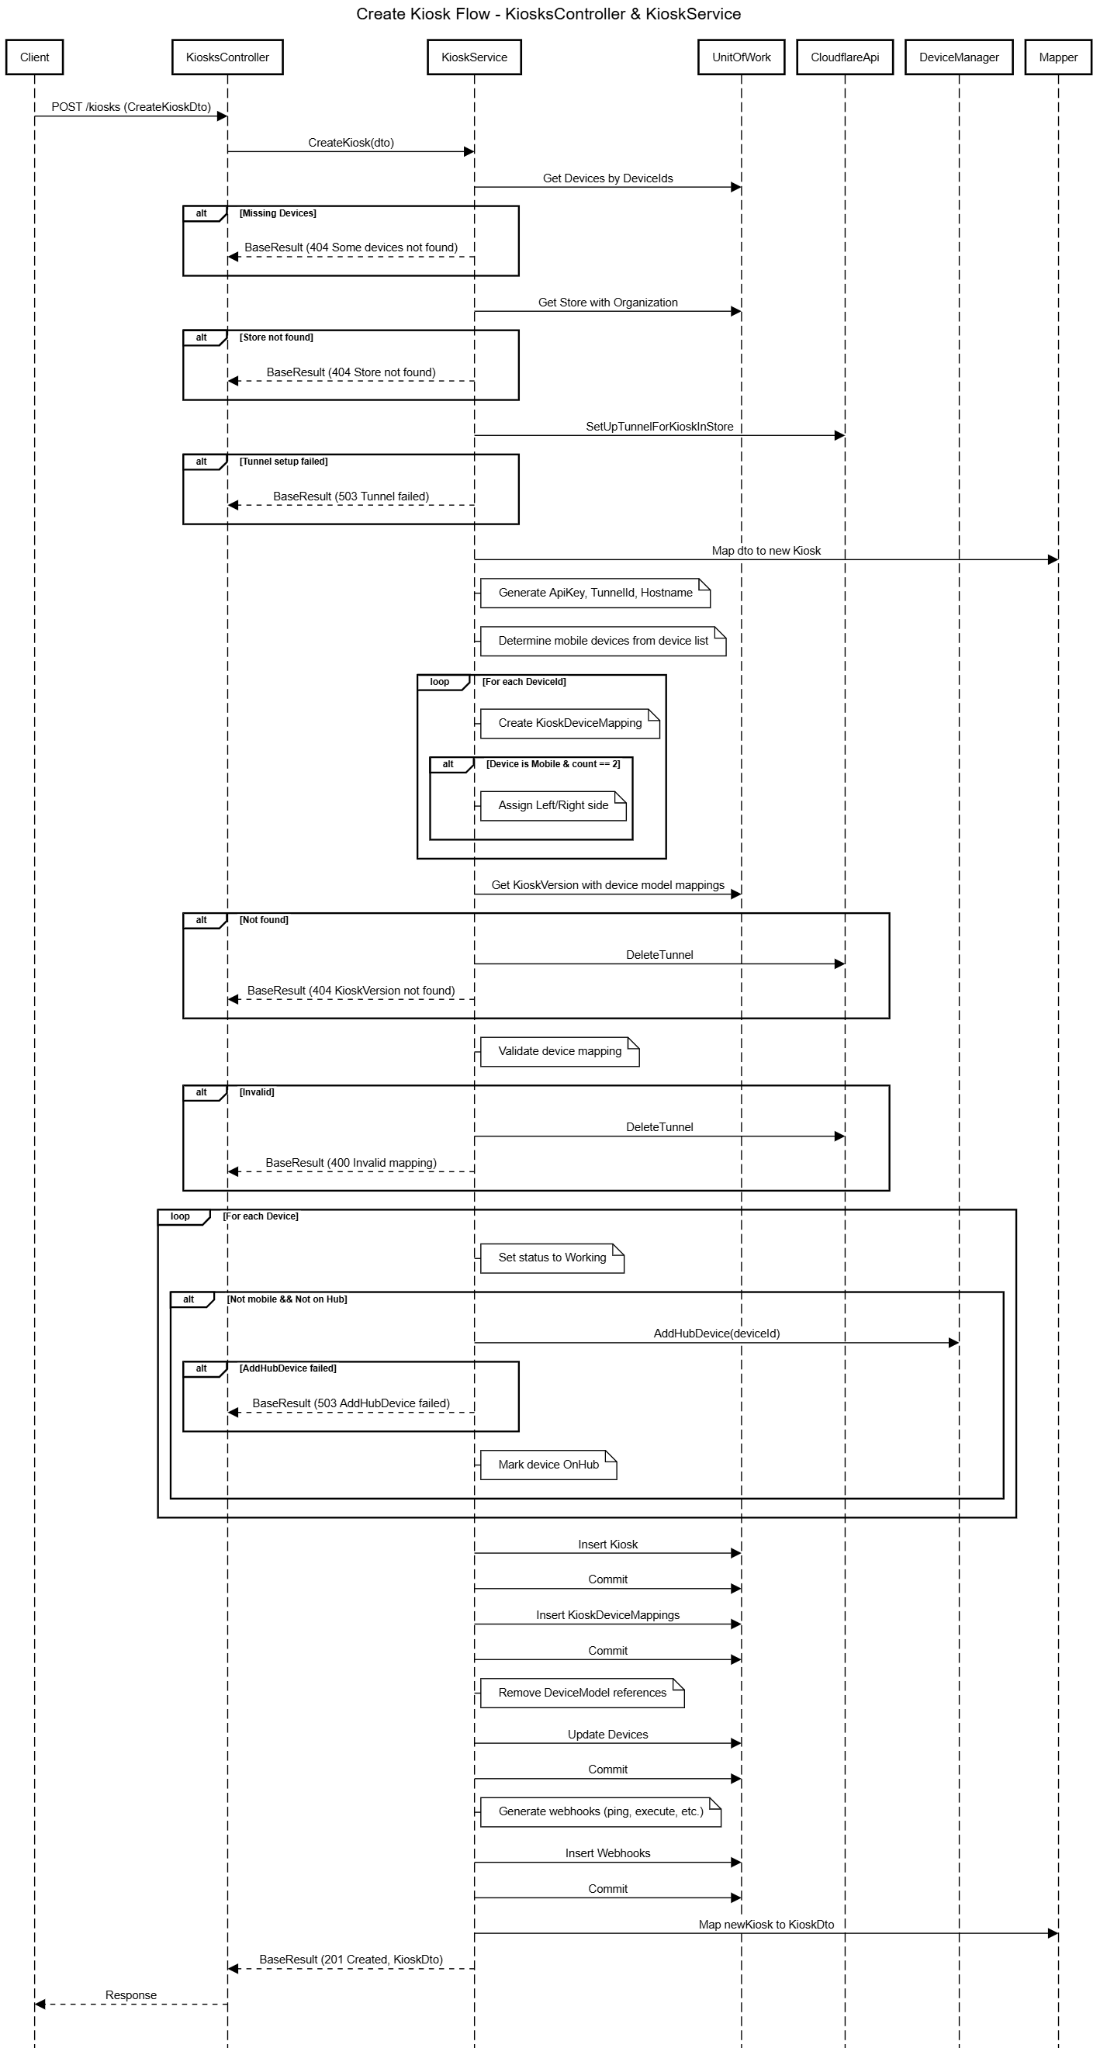 Create Kiosk Flow - KiosksController & KioskService
Client
KiosksController
KioskService
UnitOfWork
CloudflareApi
DeviceManager
Mapper
POST /kiosks (CreateKioskDto)
CreateKiosk(dto)
Get Devices by DeviceIds
alt [Missing Devices]
BaseResult (404 Some devices not found)
Get Store with Organization
alt [Store not found]
BaseResult (404 Store not found)
SetUpTunnelForKioskInStore
alt [Tunnel setup failed]
BaseResult (503 Tunnel failed)
Map dto to new Kiosk
Generate ApiKey, TunnelId, Hostname
Determine mobile devices from device list
loop [For each DeviceId]
Create KioskDeviceMapping
alt [Device is Mobile & count == 2]
Assign Left/Right side
Get KioskVersion with device model mappings
alt [Not found]
DeleteTunnel
BaseResult (404 KioskVersion not found)
Validate device mapping
alt [Invalid]
DeleteTunnel
BaseResult (400 Invalid mapping)
loop [For each Device]
Set status to Working
alt [Not mobile && Not on Hub]
AddHubDevice(deviceId)
alt [AddHubDevice failed]
BaseResult (503 AddHubDevice failed)
Mark device OnHub
Insert Kiosk
Commit
Insert KioskDeviceMappings
Commit
Remove DeviceModel references
Update Devices
Commit
Generate webhooks (ping, execute, etc.)
Insert Webhooks
Commit
Map newKiosk to KioskDto
BaseResult (201 Created, KioskDto)
Response